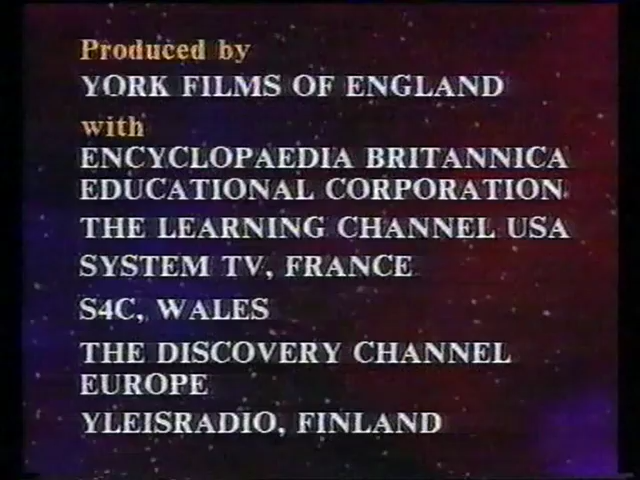 Produced by
YORK FILMS OF ENGLAND
with
ENCYCLOPAEDIA BRITANNICA
EDUCATIONAL CORPORATION
THE LEARNING CHANNEL USA
SYSTEM TV, FRANCE
S4C, WALES
THE DISCOVERY CHANNEL
EUROPE
YLEISRADIO, FINLAND